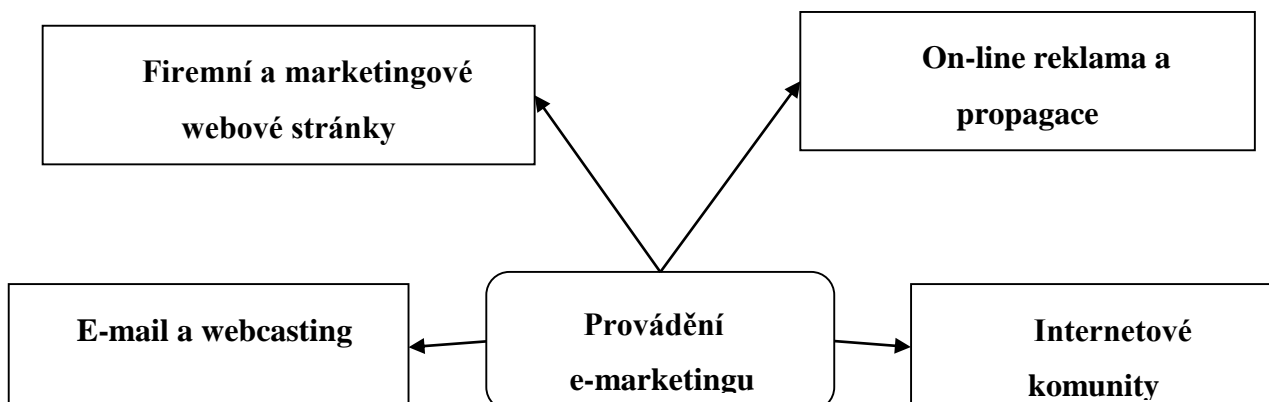 Firemní a marketingové
webové stránky
On-line reklama a
propagace
E-mail a webcasting
Provádění
e-marketingu
Internetové
komunity